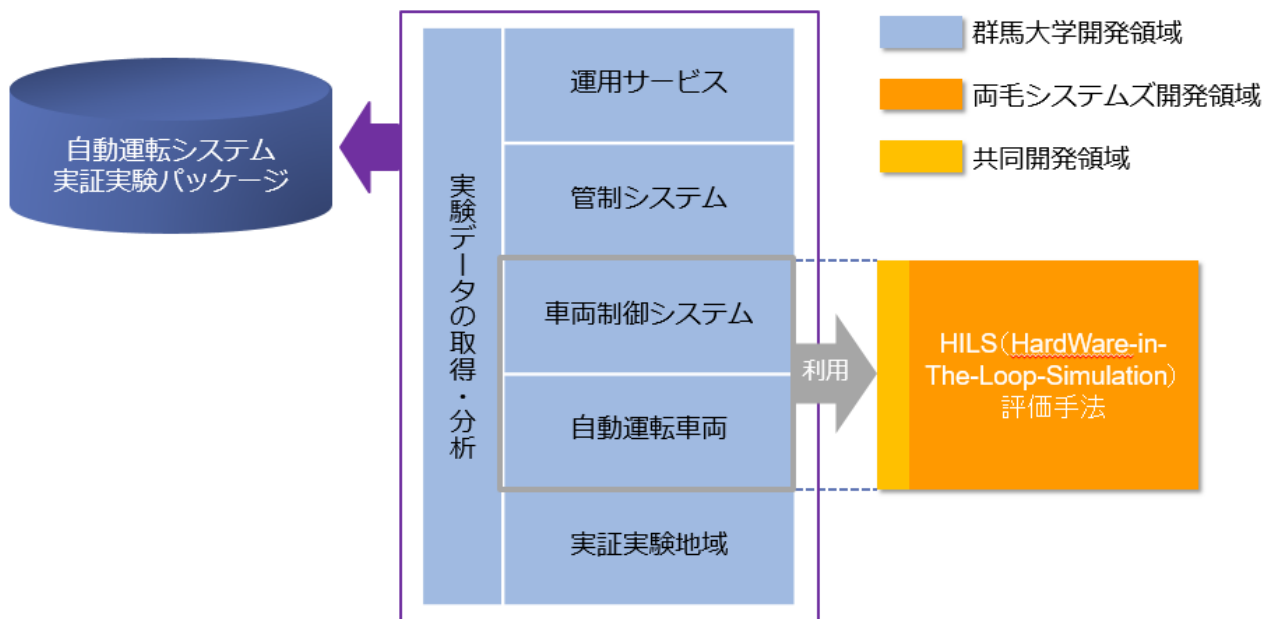 自動運転システム
実証実験パッケージ
実験データの取得・分析
運用サービス
管制システム
車両制御システム
自動運転車両
実証実験地域
利用
群馬大学開発領域
両毛システムズ開発領域
共同開発領域
HILS(HardWare-in-
The-Loop-Simulation)
評価手法